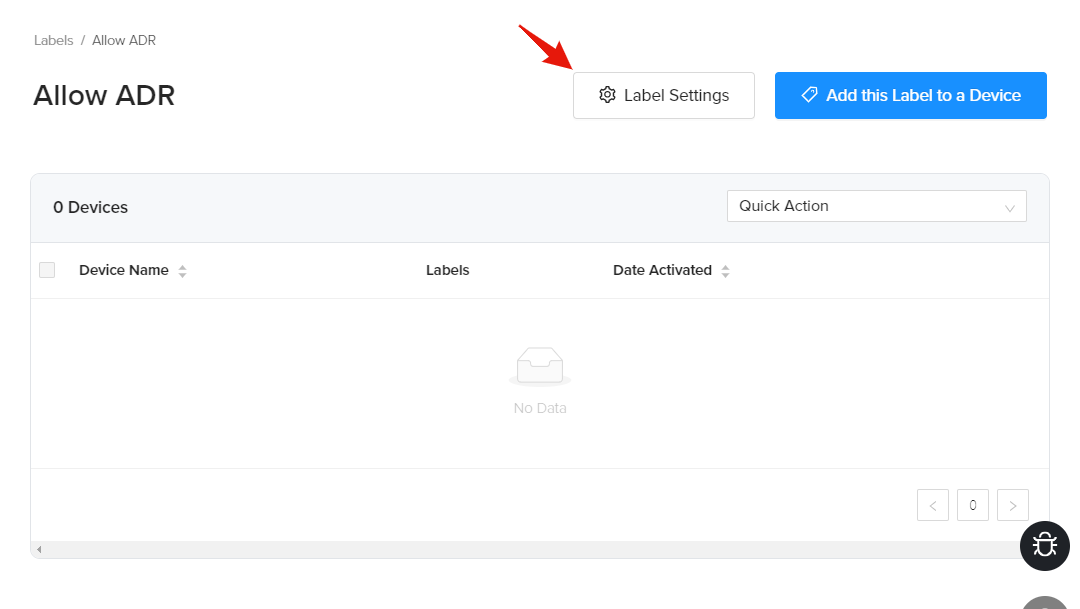 Labels / Allow ADR
Allow ADR
Label Settings
Add this Label to a Device
0 Devices
Quick Action
Device Name
Labels
Date Activated
No Data
< 0 >